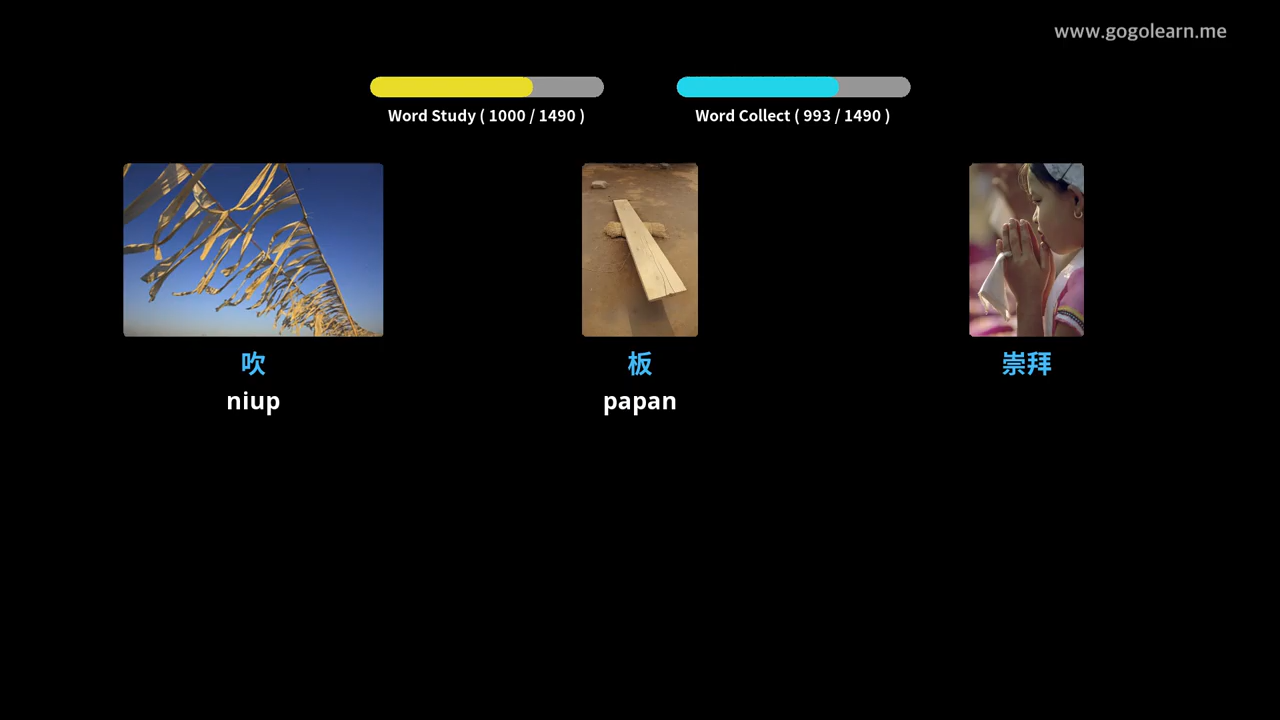 www.gogolearn.me
Word Study ( 1000 / 1490 )
Word Collect ( 993 / 1490 )
吹
板
崇拜
niup
papan